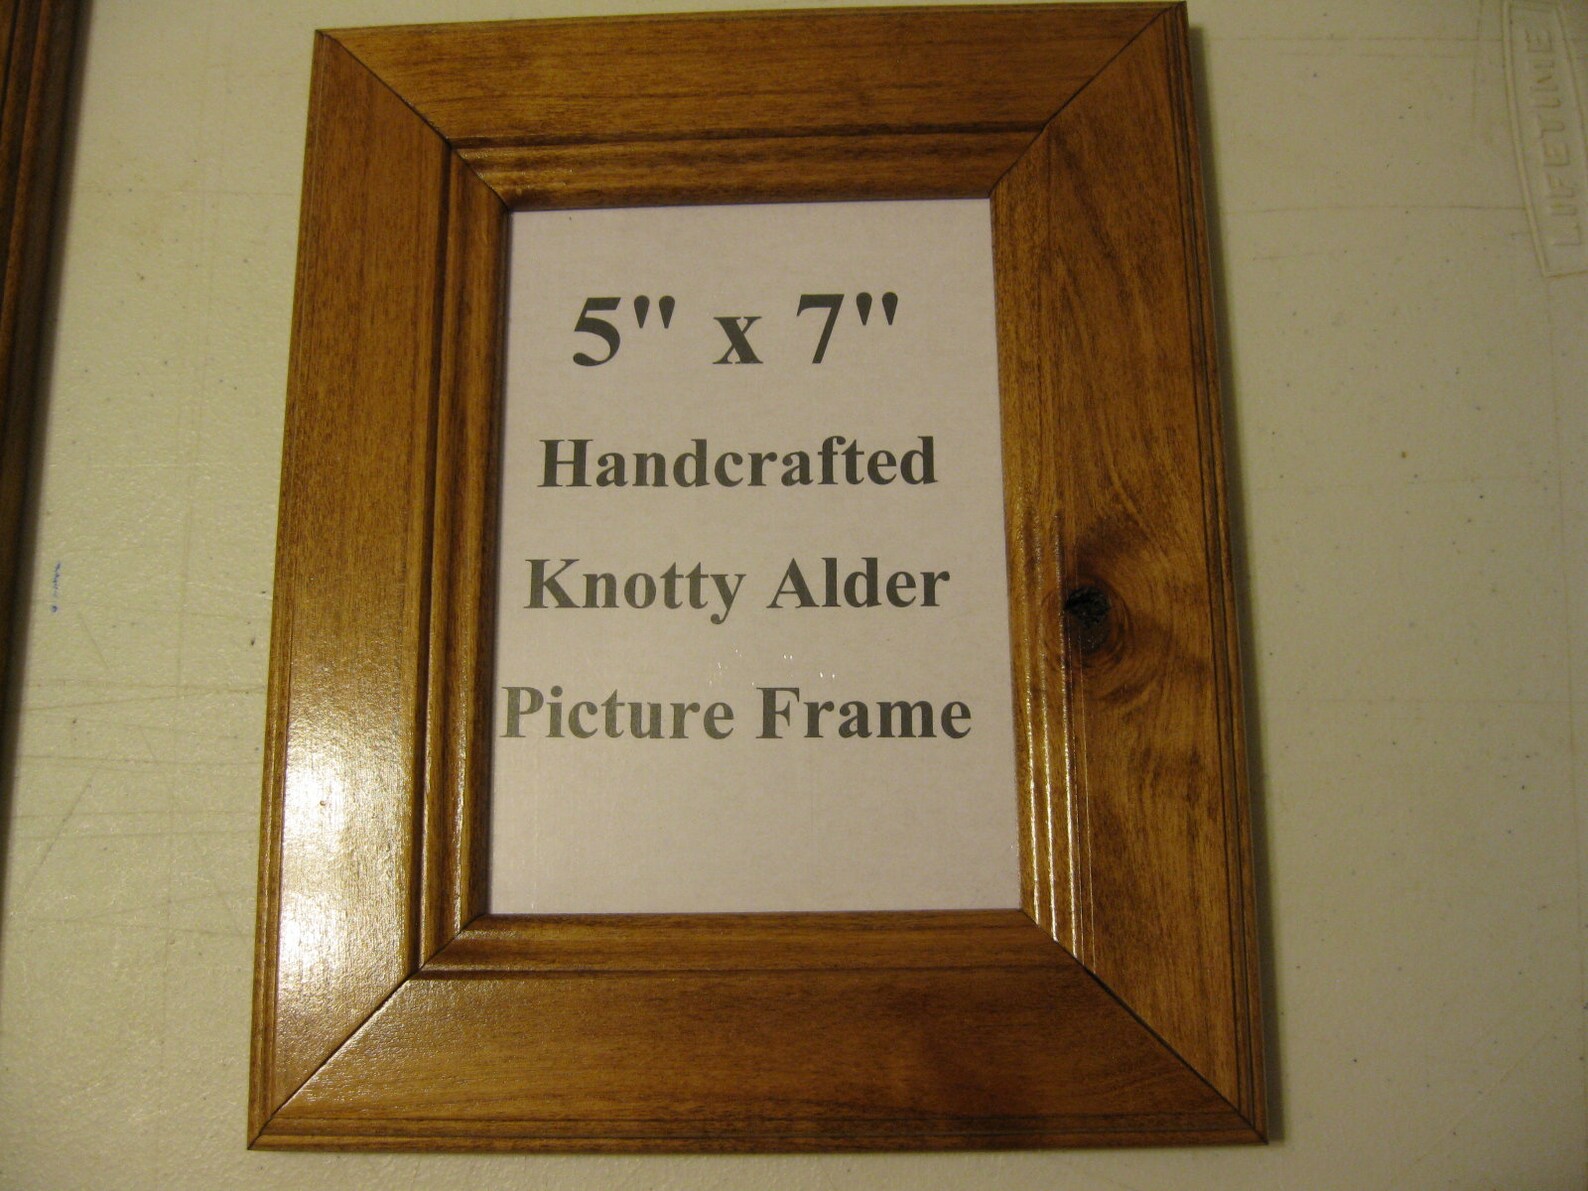 5" x 7"
Handcrafted
Knotty Alder
Picture Frame
LIFETIME